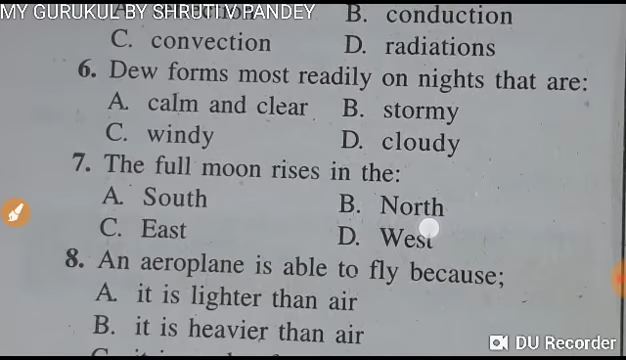 MY GURUKUL BY SHRUTI V PANDEY
B. conduction
C. convection D. radiations
6. Dew forms most readily on nights that are:
A. calm and clear B. stormy
C. windy D. cloudy
7. The full moon rises in the:
A. South B. North
C. East D. West
8. An aeroplane is able to fly because;
A. it is lighter than air
B. it is heavier than air
DU Recorder